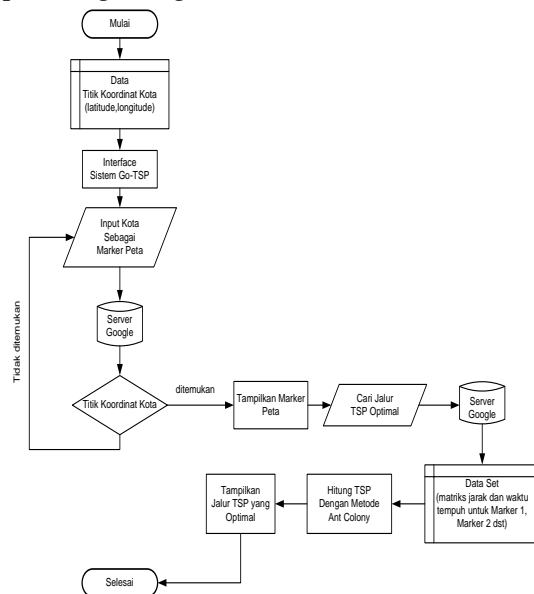 Mulai
Data
Titik Koordinat Kota
(latitude,longitude)
Interface
Sistem Go-TSP
Input Kota
Sebagai
Marker Peta
Server
Google
Tidak ditemukan
Titik Koordinat Kota
ditemukan
Tampilkan Marker
Peta
Cari Jalur
TSP Optimal
Server
Google
Data Set
(matriks jarak dan waktu
tempuh untuk Marker 1,
Marker 2 dst)
Hitung TSP
Dengan Metode
Ant Colony
Tampilkan
Jalur TSP yang
Optimal
Selesai